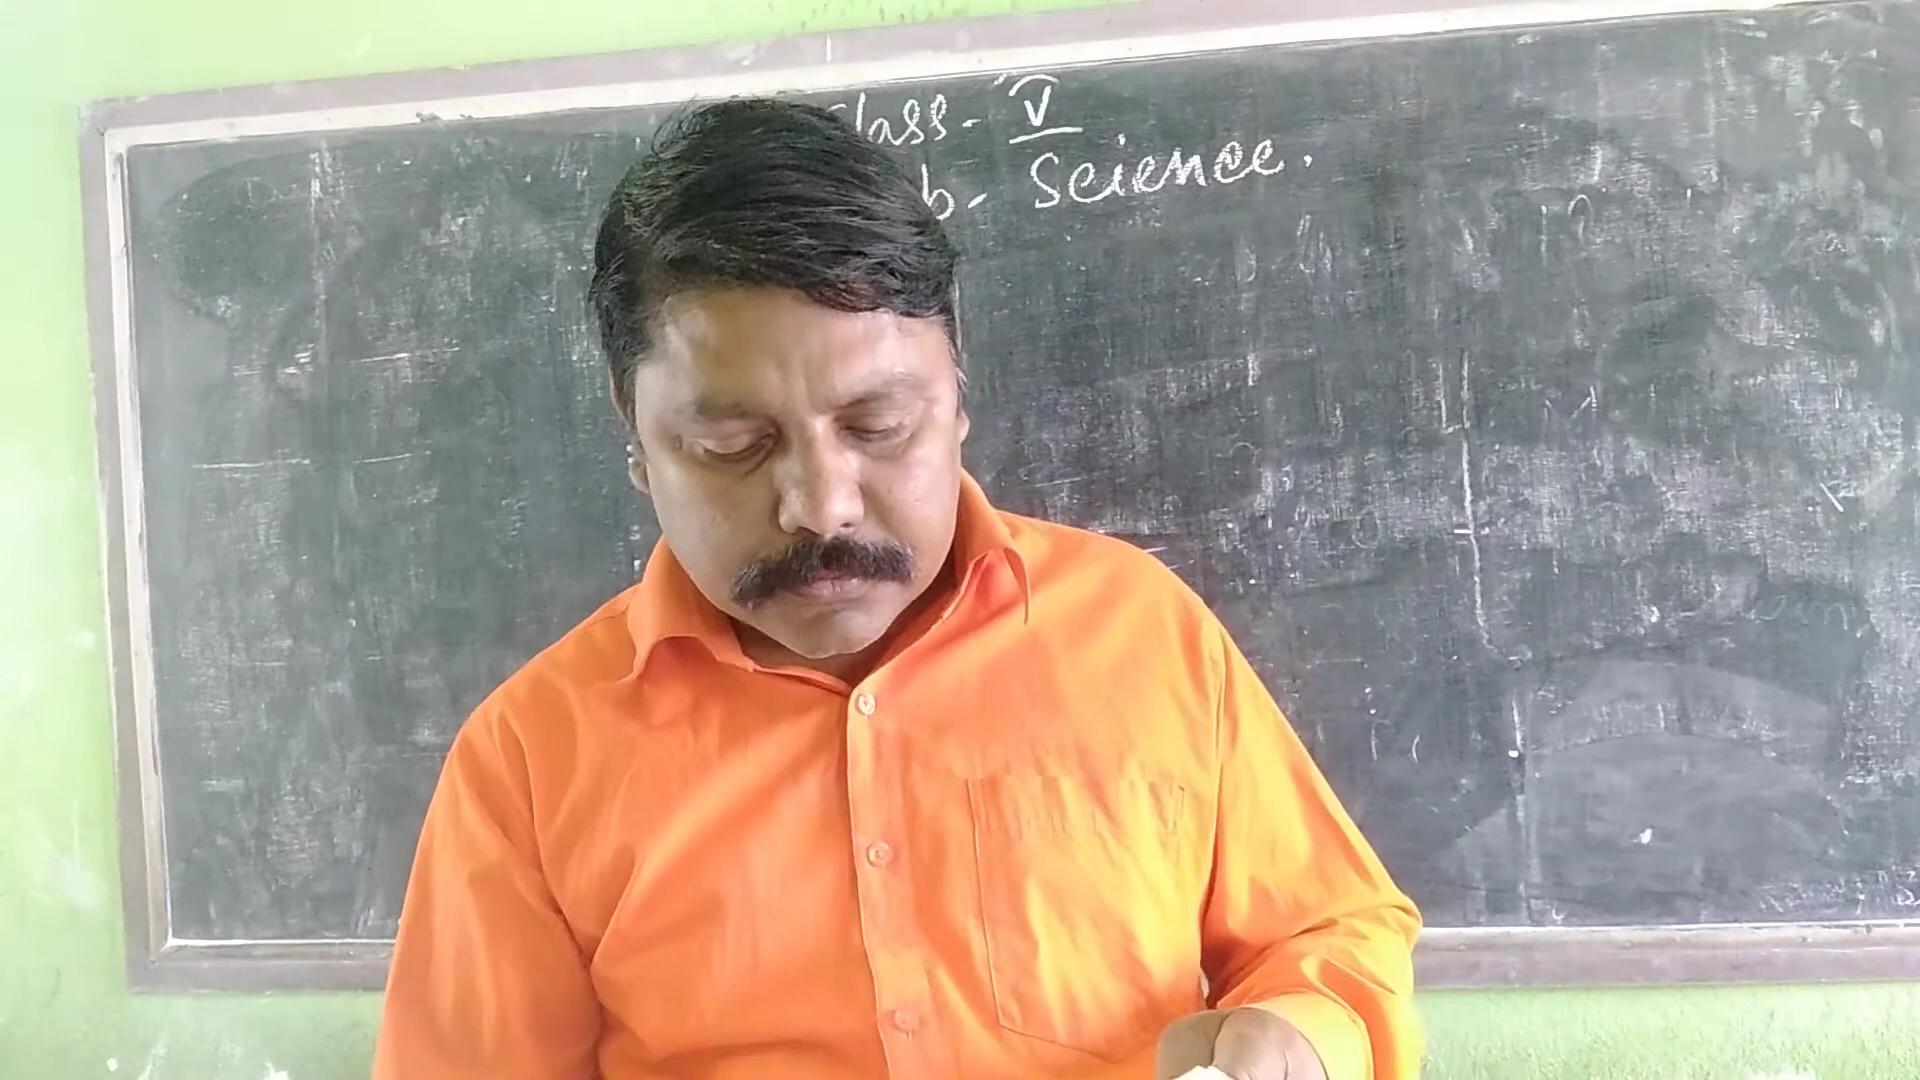 lass - V
b - Science.